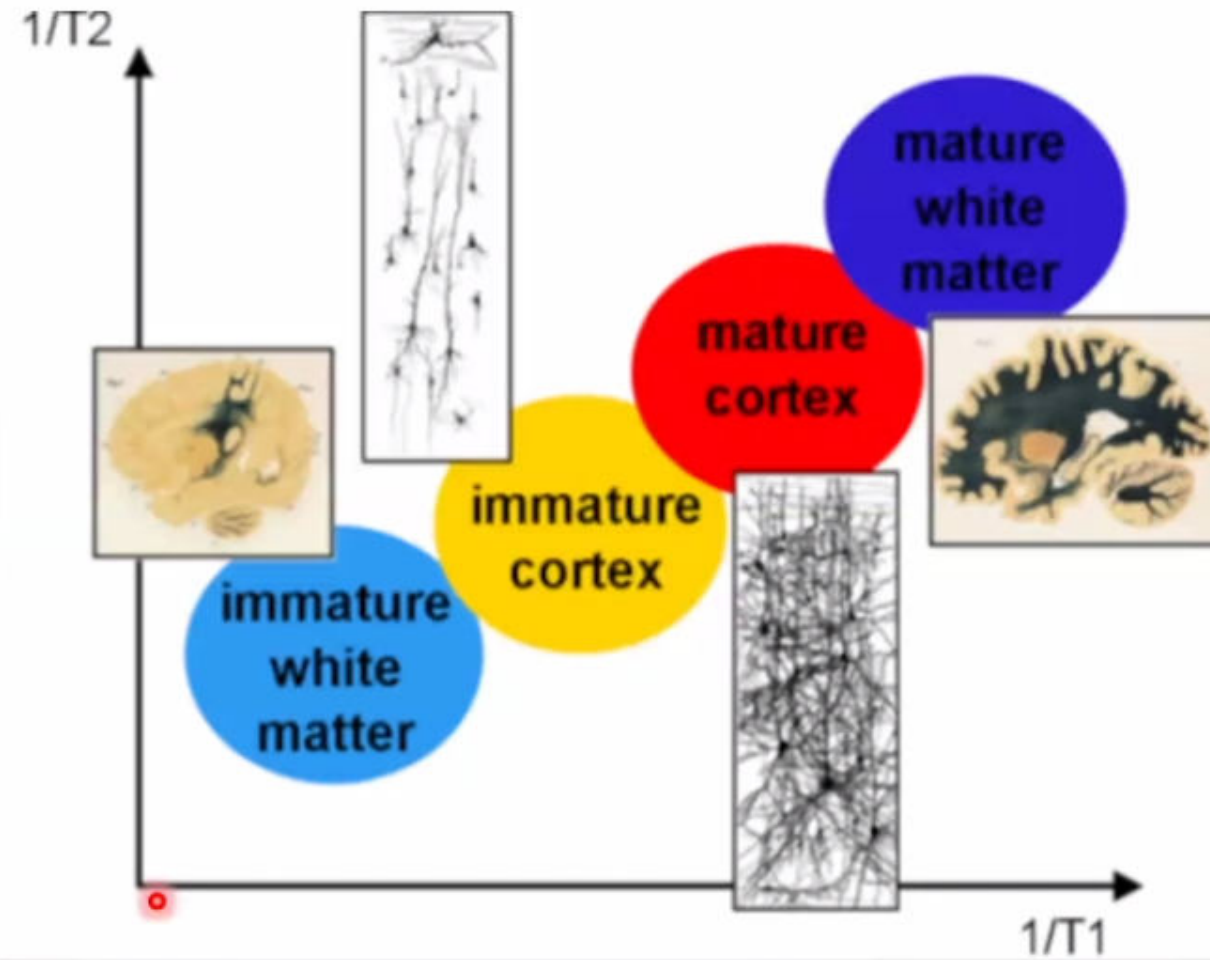 1/T2
mature
white
matter
mature
cortex
immature
cortex
immature
white
matter
1/T1